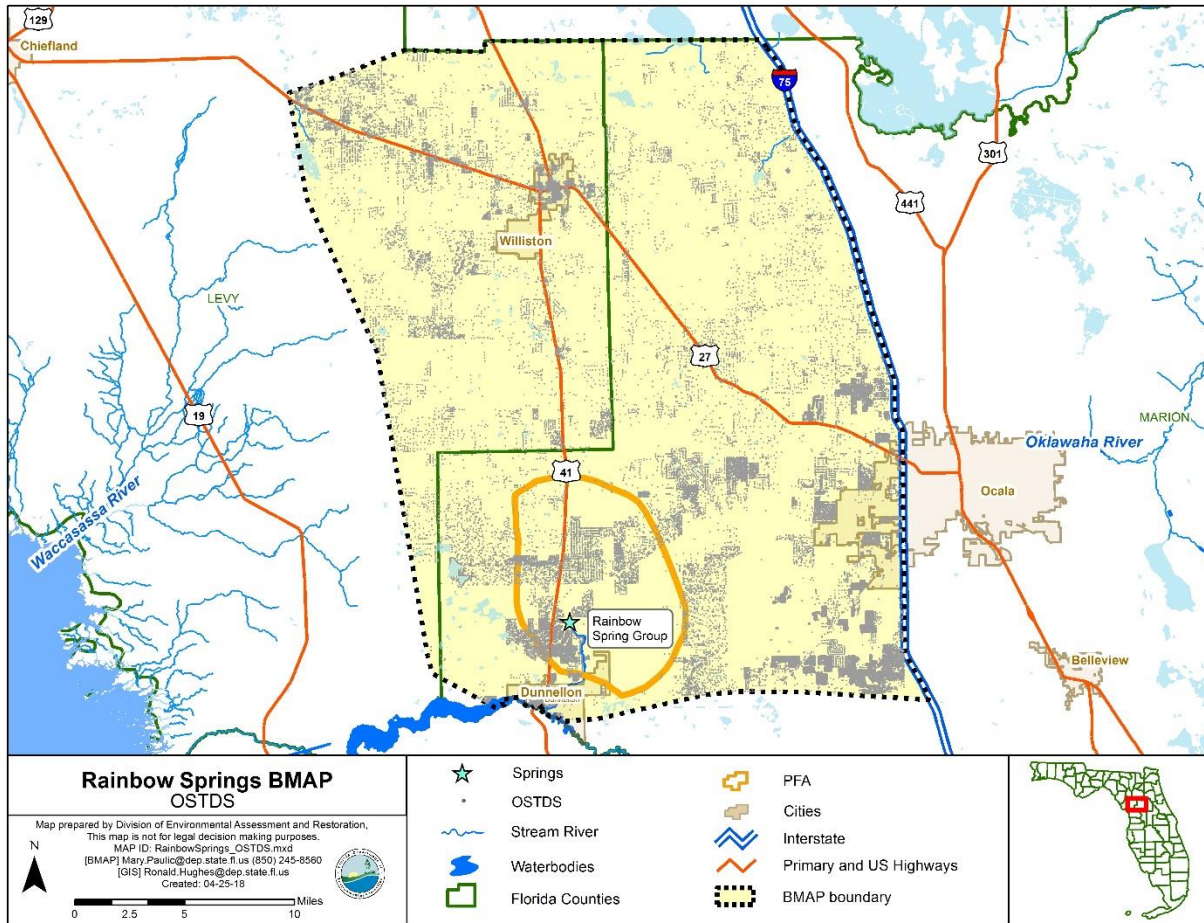 129
Chiefland
75
301
441
Williston
LEVY
27
19
MARION
Oklawaha River
41
Ocala
Waccasassa River
Rainbow
Spring Group
Belleview
Dunnellon
Rainbow Springs BMAP
OSTDS
Map prepared by Division of Environmental Assessment and Restoration,
This map is not for legal decision making purposes.
MAP ID: RainbowSprings_OSTDS.mxd
[BMAP] Mary.Paulic@dep.state.fl.us (850) 245-8560
[GIS] Ronald.Hughes@dep.state.fl.us
Created: 04-25-18
N
Miles
0 2.5 5 10
Springs
OSTDS
Stream River
Waterbodies
Florida Counties
PFA
Cities
Interstate
Primary and US Highways
BMAP boundary